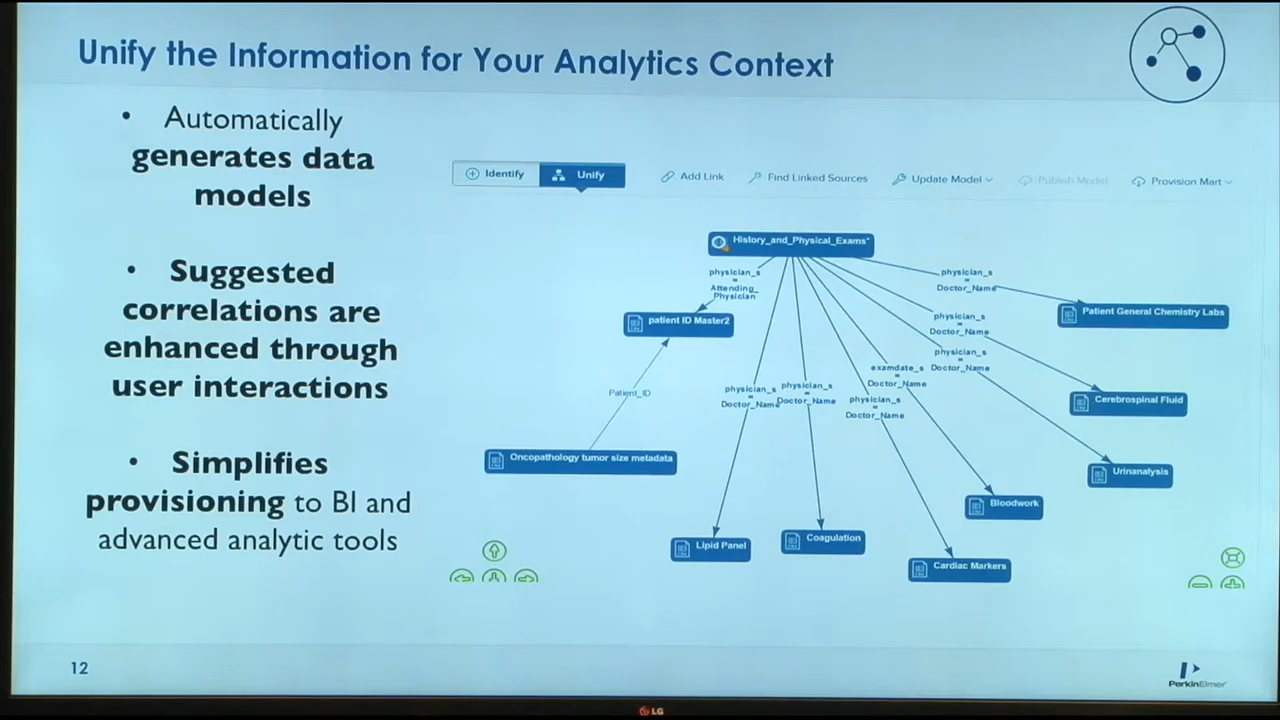 Unify the Information for Your Analytics Context
• Automatically
generates data
models
• Suggested
correlations are
enhanced through
user interactions
• Simplifies
provisioning to BI and
advanced analytic tools
Identify
Unify
Add Link
Find Linked Sources
Update Model
Publish Model
Provision Mart
History_and_Physical_Exams*
physician_s
=
Attending_
Physician
physician_s
=
Doctor_Name
patient ID Master2
Patient General Chemistry Labs
physician_s
=
Doctor_Name
physician_s
=
Doctor_Name
examdate_s
=
Doctor_Name
Patient_ID
physician_s
=
Doctor_Name
physician_s
=
Doctor_Name
physician_s
=
Doctor_Name
Cerebrospinal Fluid
Oncopathology tumor size metadata
Urinanalysis
Bloodwork
Lipid Panel
Coagulation
Cardiac Markers
12
PerkinElmer
LG